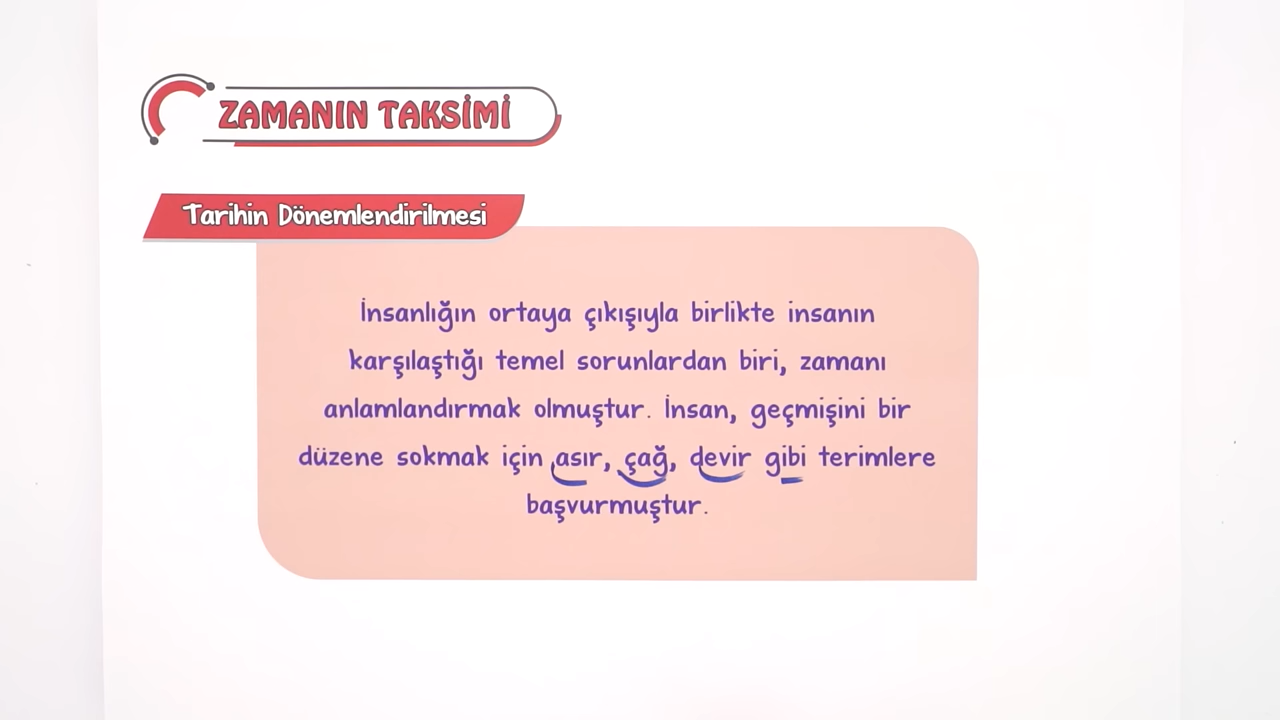 ZAMANIN TAKSİMİ
Tarihin Dönemlendirilmesi
İnsanlığın ortaya çıkışıyla birlikte insanın
karşılaştığı temel sorunlardan biri, zamanı
anlamlandırmak olmuştur. İnsan, geçmişini bir
düzene sokmak için asır, çağ, devir gibi terimlere
başvurmuştur.